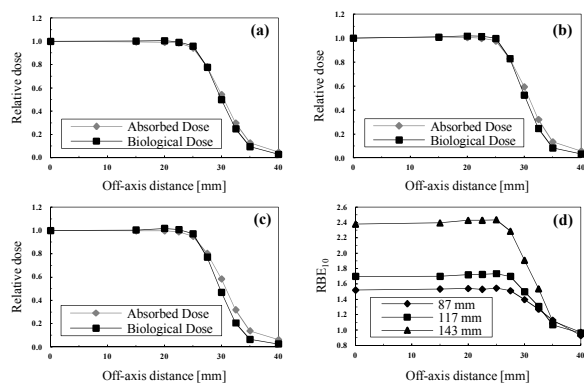 (a)
Relative dose
1.2
1.0
0.8
0.6
0.4
0.2
0.0
Absorbed Dose
Biological Dose
0 10 20 30 40
Off-axis distance [mm]
(b)
Relative dose
1.2
1.0
0.8
0.6
0.4
0.2
0.0
Absorbed Dose
Biological Dose
0 10 20 30 40
Off-axis distance [mm]
(c)
Relative dose
1.2
1.0
0.8
0.6
0.4
0.2
0.0
Absorbed Dose
Biological Dose
0 10 20 30 40
Off-axis distance [mm]
(d)
RBE10
2.6
2.4
2.2
2.0
1.8
1.6
1.4
1.2
1.0
0.8
87 mm
117 mm
143 mm
0 10 20 30 40
Off-axis distance [mm]